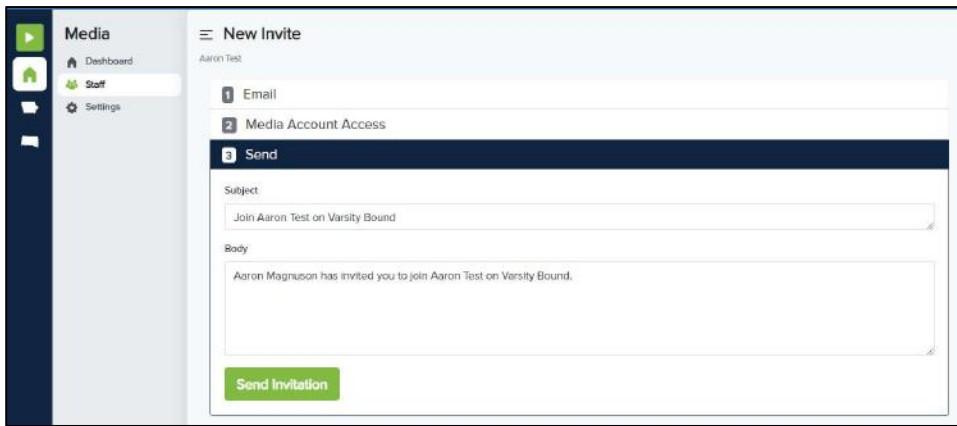 Media
Dashboard
Staff
Settings
New Invite
Aaron Test
1 Email
2 Media Account Access
3 Send
Subject
Join Aaron Test on Varsity Bound
Body
Aaron Magnuson has invited you to join Aaron Test on Varsity Bound.
Send Invitation